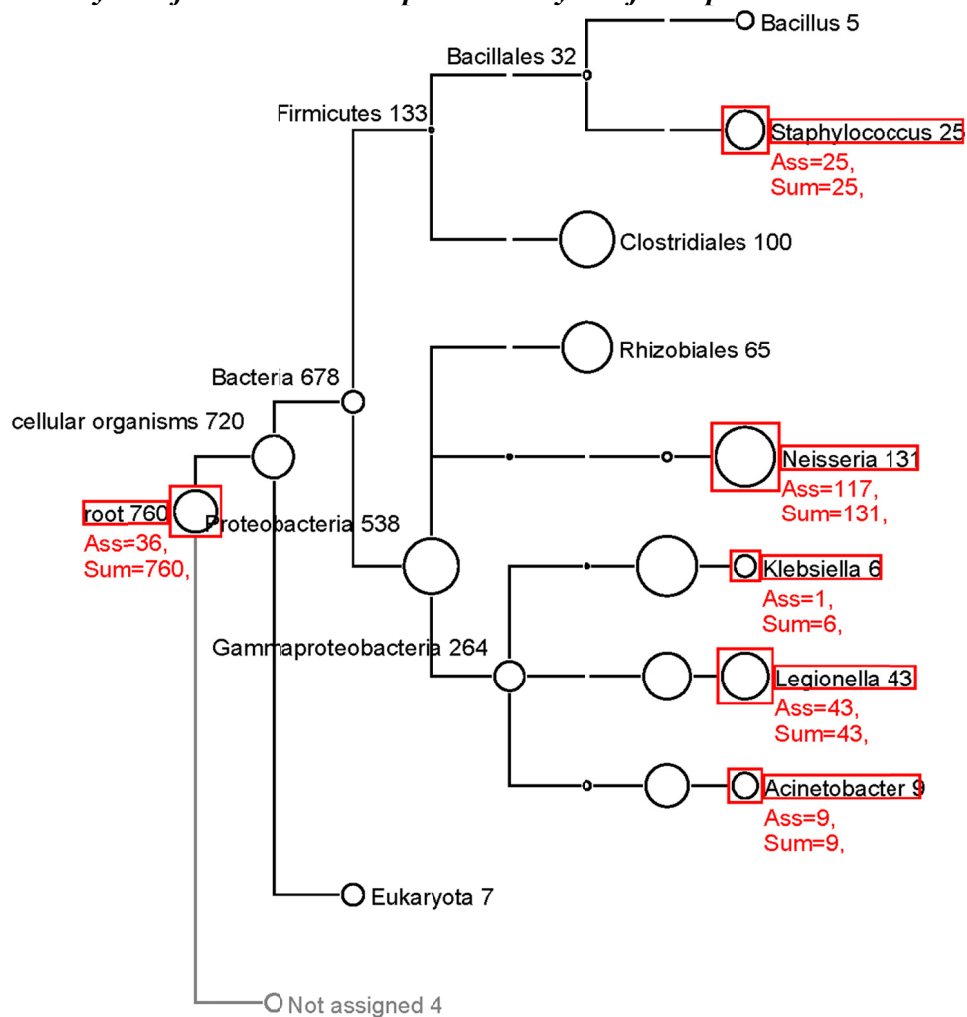 Bacillus 5
Bacillales 32
Firmicutes 133
Staphylococcus 25
Ass=25,
Sum=25,
Clostridiales 100
Rhizobiales 65
Bacteria 678
cellular organisms 720
Neisseria 131
Ass=117,
Sum=131,
root 760
Ass=36,
Sum=760,
Proteobacteria 538
Klebsiella 6
Ass=1,
Sum=6,
Gammaproteobacteria 264
Legionella 43
Ass=43,
Sum=43,
Acinetobacter 9
Ass=9,
Sum=9,
Eukaryota 7
Not assigned 4